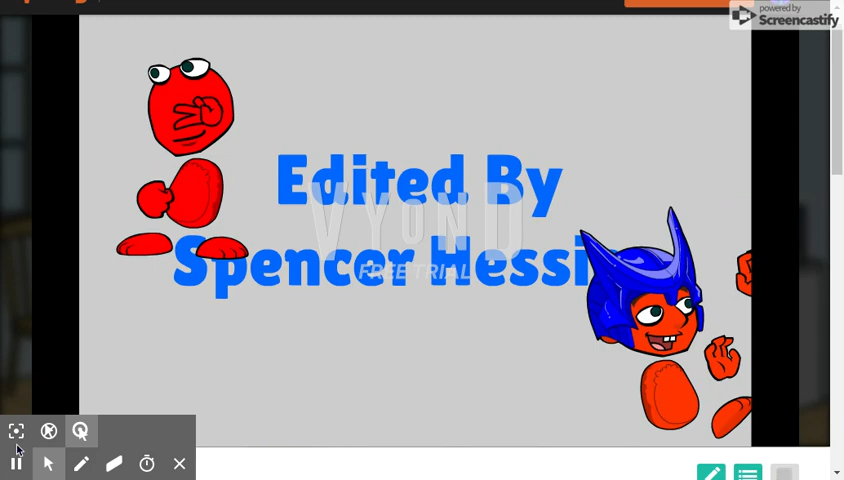 powered by
Screencastify
Edited By
VYOND
Spencer Hessi
FREE TRIAL